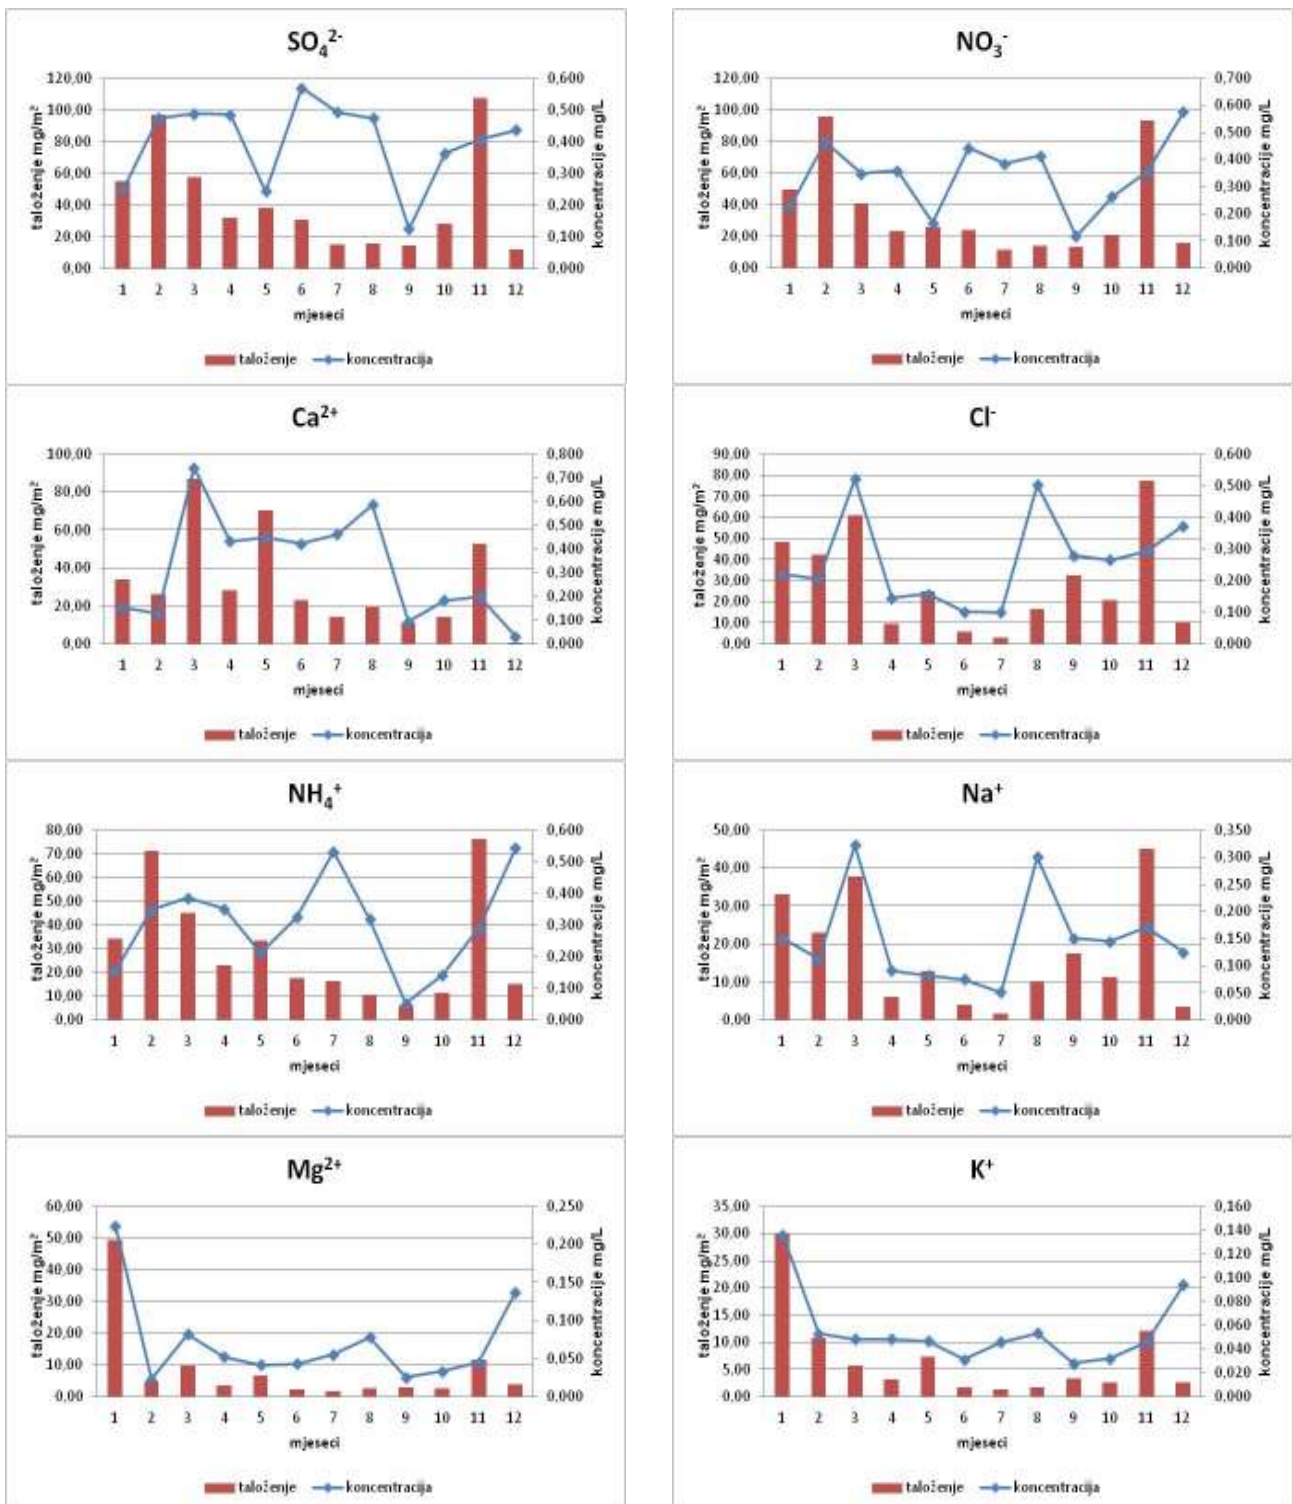 SO₄²⁻
taloženje mg/m²
120,00
100,00
80,00
60,00
40,00
20,00
0,00
0,600
0,500
0,400
0,300
0,200
0,100
0,000
koncentracije mg/L
1 2 3 4 5 6 7 8 9 10 11 12
mjeseci
taloženje koncentracija
NO₃⁻
taloženje mg/m²
120,00
100,00
80,00
60,00
40,00
20,00
0,00
0,700
0,600
0,500
0,400
0,300
0,200
0,100
0,000
koncentracije mg/L
1 2 3 4 5 6 7 8 9 10 11 12
mjeseci
taloženje koncentracija
Ca²⁺
taloženje mg/m²
100,00
80,00
60,00
40,00
20,00
0,00
0,800
0,700
0,600
0,500
0,400
0,300
0,200
0,100
0,000
koncentracije mg/L
1 2 3 4 5 6 7 8 9 10 11 12
mjeseci
taloženje koncentracija
Cl⁻
taloženje mg/m²
90,00
80,00
70,00
60,00
50,00
40,00
30,00
20,00
10,00
0,00
0,600
0,500
0,400
0,300
0,200
0,100
0,000
koncentracije mg/L
1 2 3 4 5 6 7 8 9 10 11 12
mjeseci
taloženje koncentracija
NH₄⁺
taloženje mg/m²
80,00
70,00
60,00
50,00
40,00
30,00
20,00
10,00
0,00
0,600
0,500
0,400
0,300
0,200
0,100
0,000
koncentracije mg/L
1 2 3 4 5 6 7 8 9 10 11 12
mjeseci
taloženje koncentracija
Na⁺
taloženje mg/m²
50,00
40,00
30,00
20,00
10,00
0,00
0,350
0,300
0,250
0,200
0,150
0,100
0,050
0,000
koncentracije mg/L
1 2 3 4 5 6 7 8 9 10 11 12
mjeseci
taloženje koncentracija
Mg²⁺
taloženje mg/m²
60,00
50,00
40,00
30,00
20,00
10,00
0,00
0,250
0,200
0,150
0,100
0,050
0,000
koncentracije mg/L
1 2 3 4 5 6 7 8 9 10 11 12
mjeseci
taloženje koncentracija
K⁺
taloženje mg/m²
35,00
30,00
25,00
20,00
15,00
10,00
5,00
0,00
0,160
0,140
0,120
0,100
0,080
0,060
0,040
0,020
0,000
koncentracije mg/L
1 2 3 4 5 6 7 8 9 10 11 12
mjeseci
taloženje koncentracija